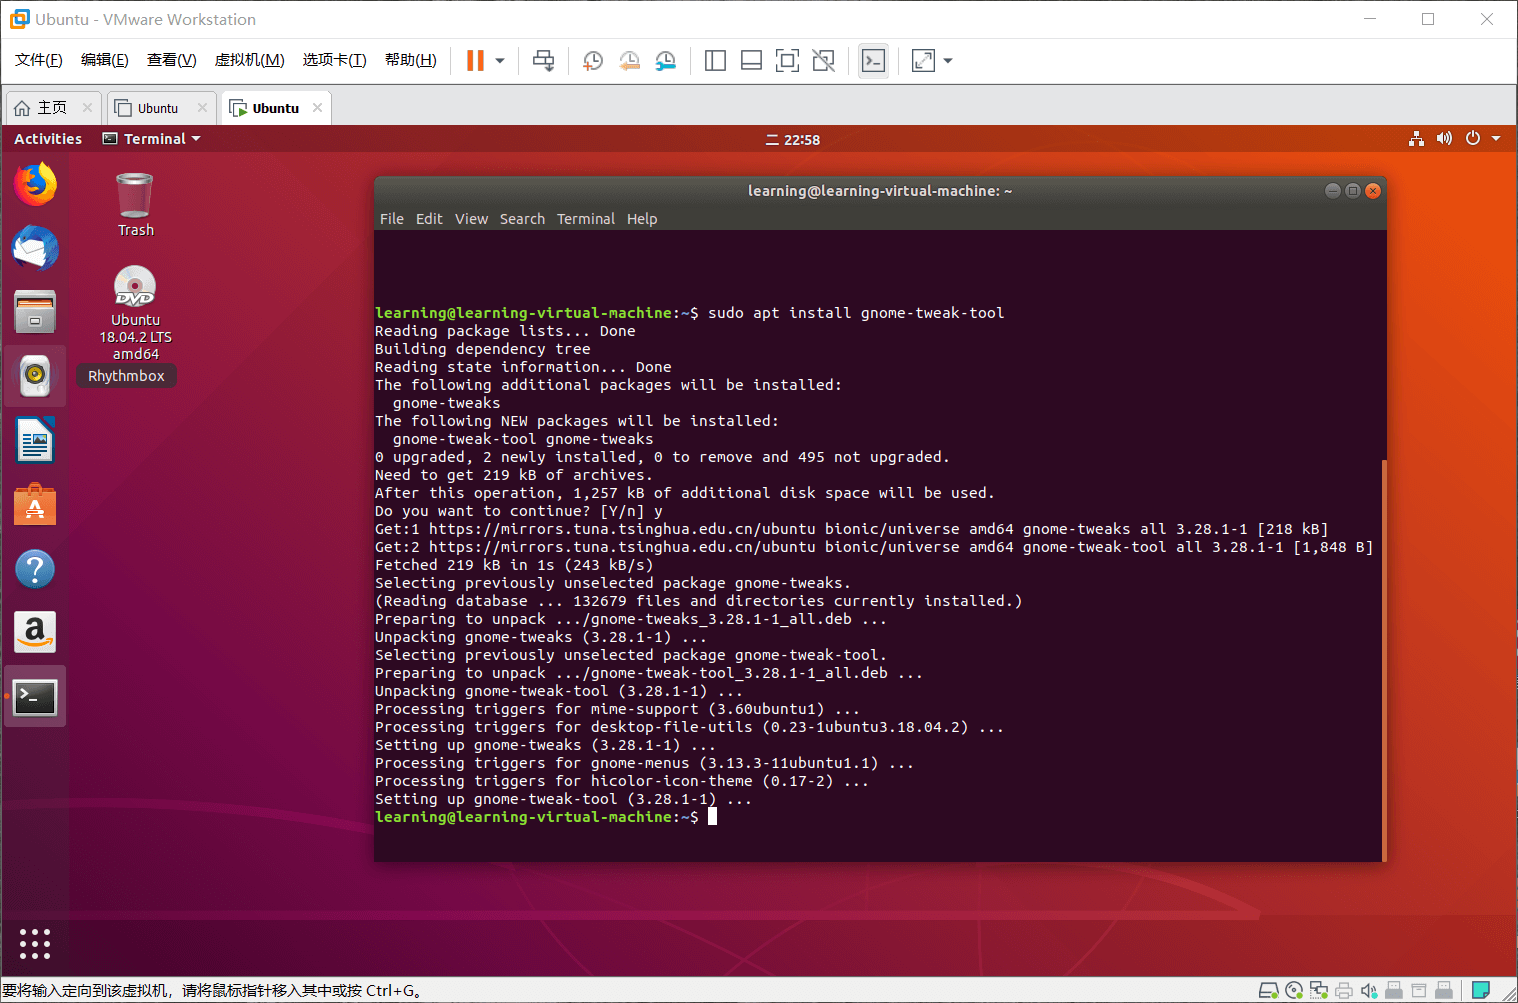 Ubuntu - VMware Workstation
文件(F) 编辑(E) 查看(V) 虚拟机(M) 选项卡(T) 帮助(H)
主页 Ubuntu Ubuntu
Activities Terminal 二 22:58
Trash
DVD
Ubuntu
18.04.2 LTS
amd64
Rhythmbox
learning@learning-virtual-machine: ~
File Edit View Search Terminal Help
learning@learning-virtual-machine:~$ sudo apt install gnome-tweak-tool
Reading package lists... Done
Building dependency tree
Reading state information... Done
The following additional packages will be installed:
  gnome-tweaks
The following NEW packages will be installed:
  gnome-tweak-tool gnome-tweaks
0 upgraded, 2 newly installed, 0 to remove and 495 not upgraded.
Need to get 219 kB of archives.
After this operation, 1,257 kB of additional disk space will be used.
Do you want to continue? [Y/n] y
Get:1 https://mirrors.tuna.tsinghua.edu.cn/ubuntu bionic/universe amd64 gnome-tweaks all 3.28.1-1 [218 kB]
Get:2 https://mirrors.tuna.tsinghua.edu.cn/ubuntu bionic/universe amd64 gnome-tweak-tool all 3.28.1-1 [1,848 B]
Fetched 219 kB in 1s (243 kB/s)
Selecting previously unselected package gnome-tweaks.
(Reading database ... 132679 files and directories currently installed.)
Preparing to unpack .../gnome-tweaks_3.28.1-1_all.deb ...
Unpacking gnome-tweaks (3.28.1-1) ...
Selecting previously unselected package gnome-tweak-tool.
Preparing to unpack .../gnome-tweak-tool_3.28.1-1_all.deb ...
Unpacking gnome-tweak-tool (3.28.1-1) ...
Processing triggers for mime-support (3.60ubuntu1) ...
Processing triggers for desktop-file-utils (0.23-1ubuntu3.18.04.2) ...
Setting up gnome-tweaks (3.28.1-1) ...
Processing triggers for gnome-menus (3.13.3-11ubuntu1.1) ...
Processing triggers for hicolor-icon-theme (0.17-2) ...
Setting up gnome-tweak-tool (3.28.1-1) ...
learning@learning-virtual-machine:~$
要将输入定向到该虚拟机，请将鼠标指针移入其中或按 Ctrl+G。